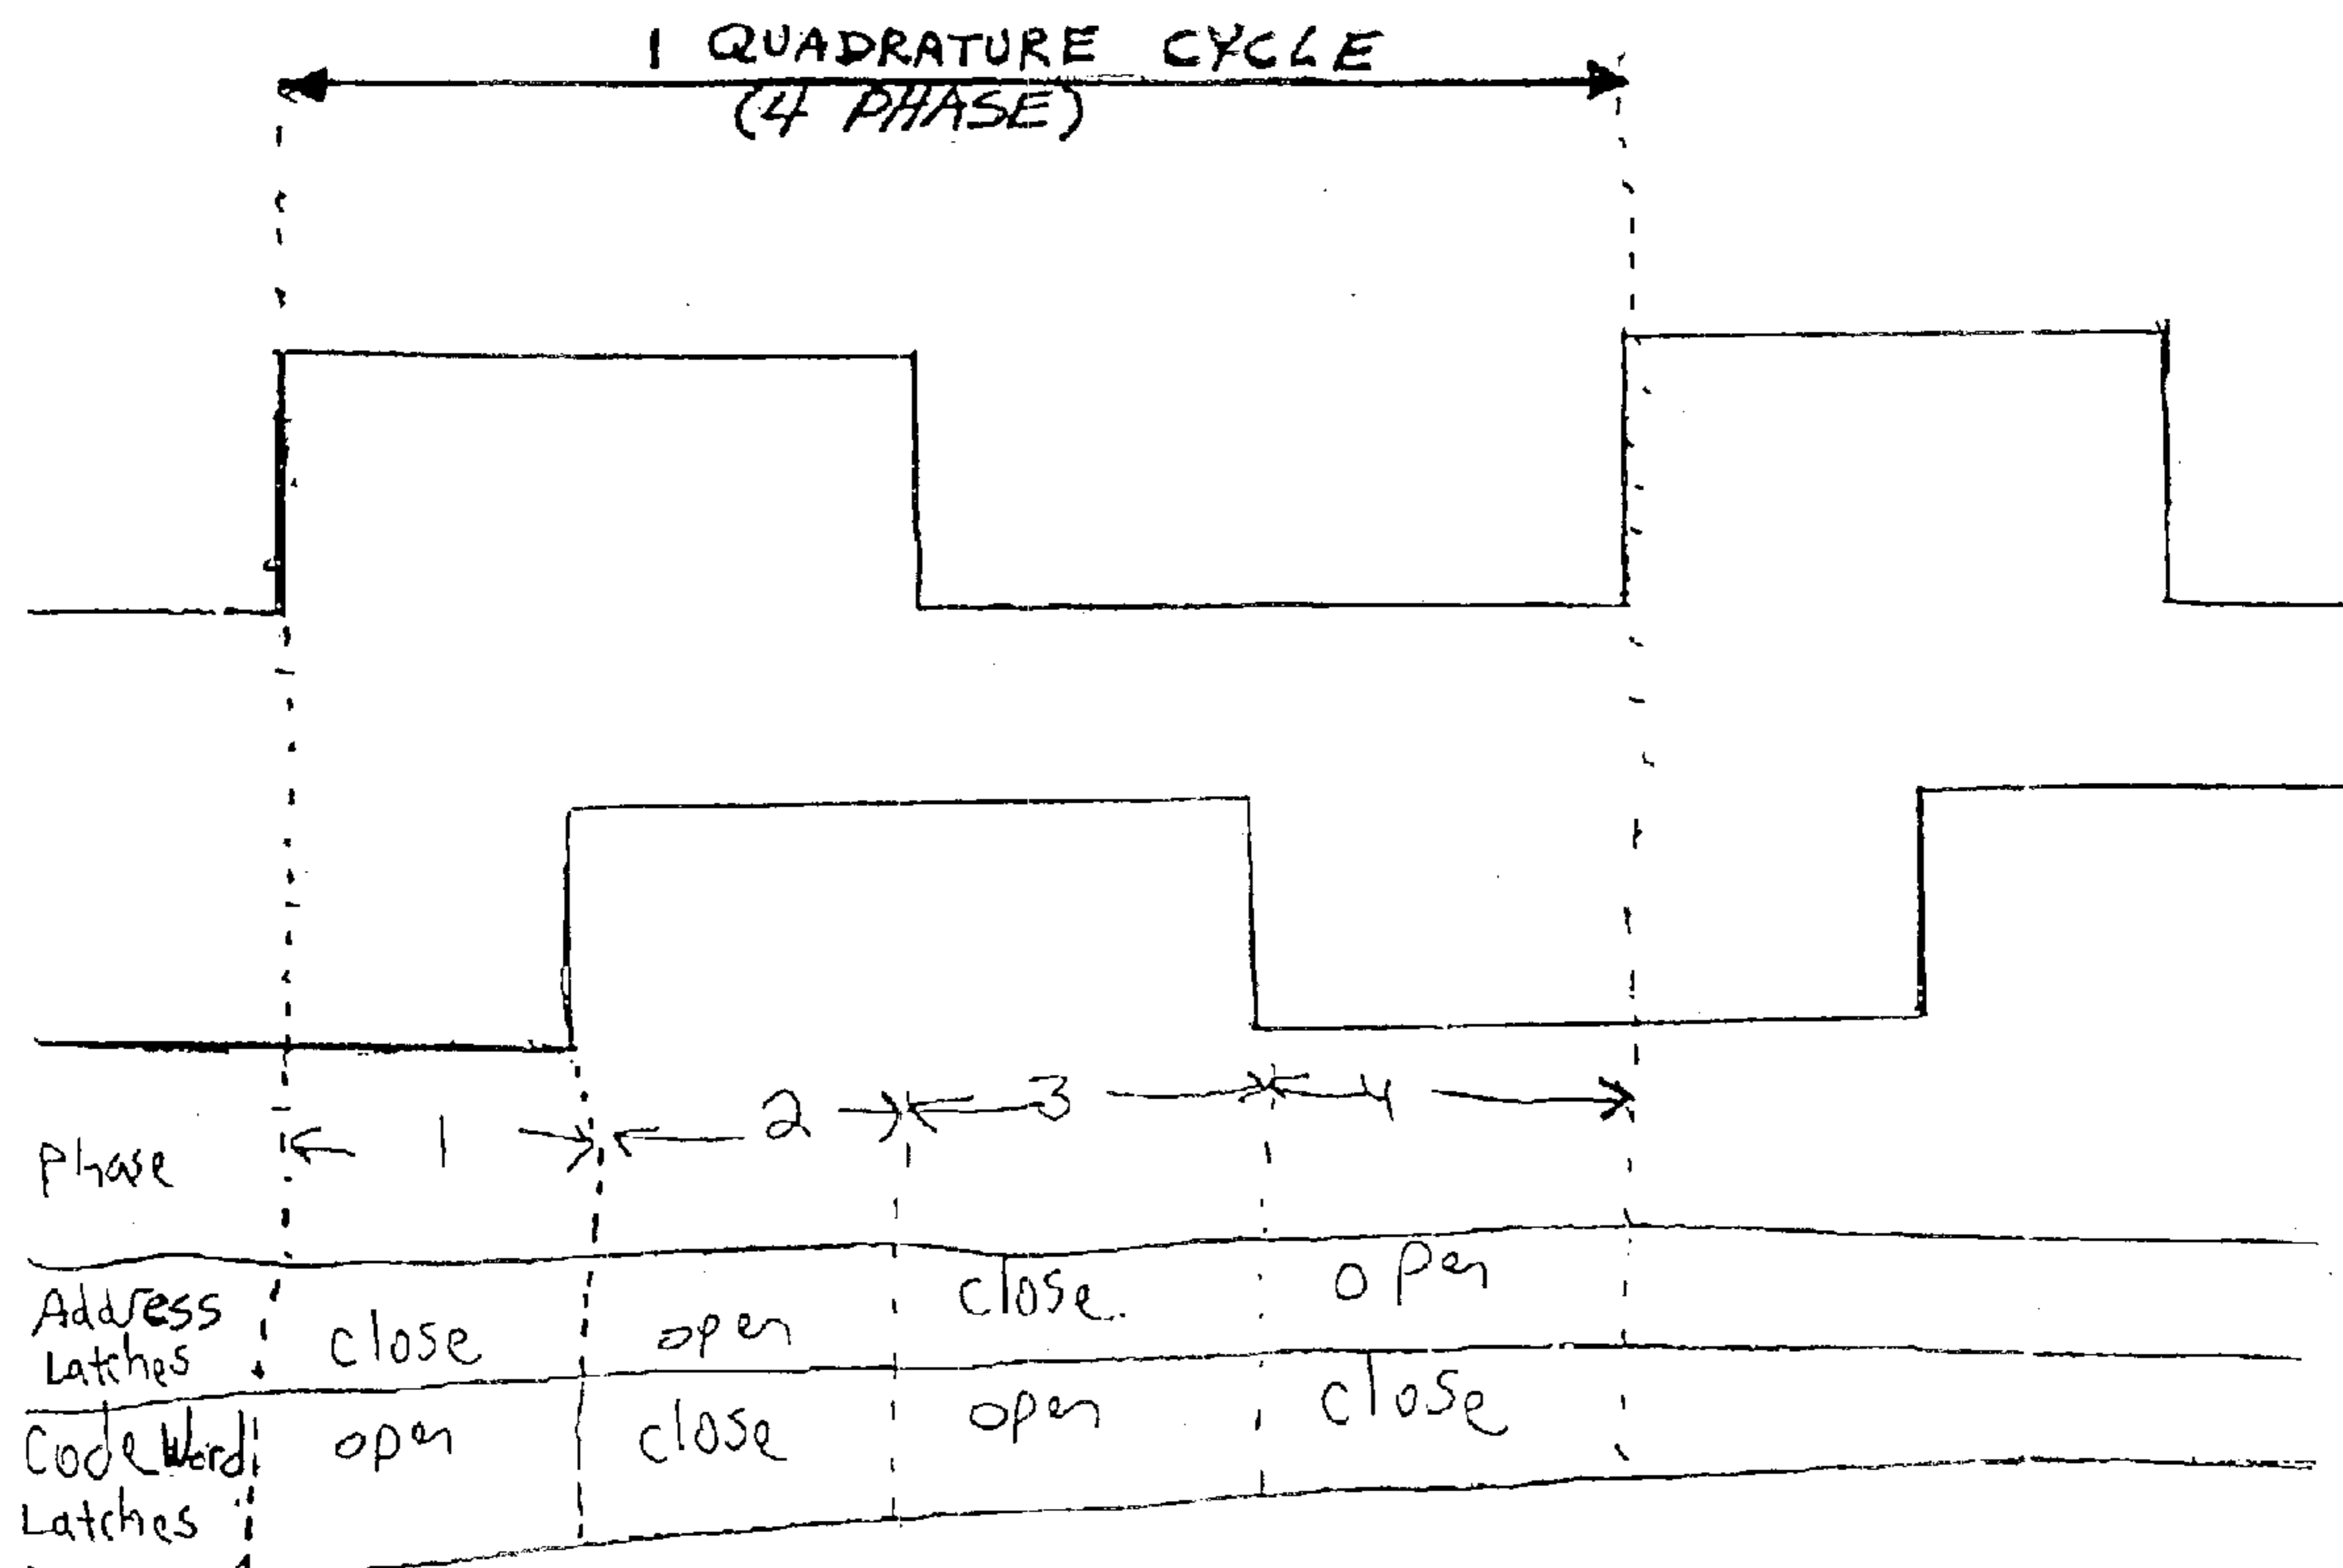 1 QUADRATURE CYCLE
(4 PHASE)
Phase 1 2 3 4
Address
Latches close open close. open
Code Word
Latches open close open close